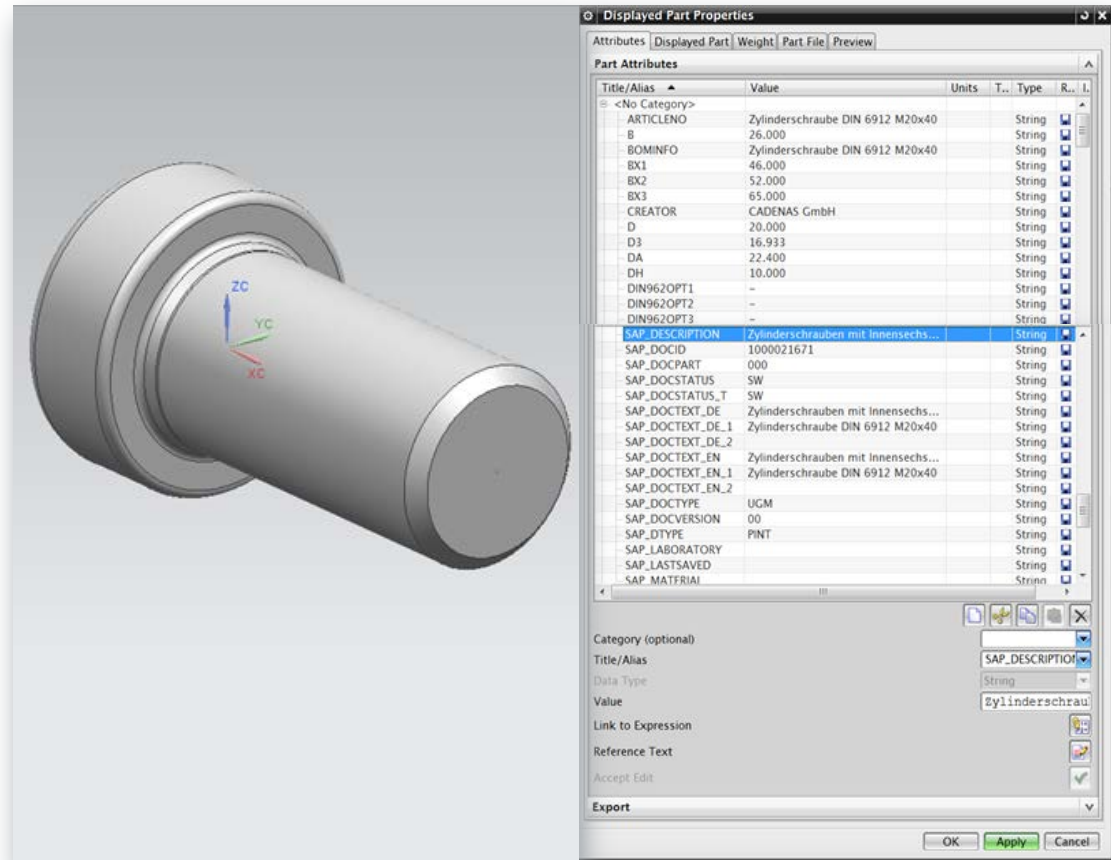 Displayed Part Properties
Attributes Displayed Part Weight Part File Preview
Part Attributes
Title/Alias Value Units T.. Type R.. I.
<No Category>
ARTICLENO Zylinderschraube DIN 6912 M20x40 String
B 26.000 String
BOMINFO Zylinderschraube DIN 6912 M20x40 String
BX1 46.000 String
BX2 52.000 String
BX3 65.000 String
CREATOR CADENAS GmbH String
D 20.000 String
D3 16.933 String
DA 22.400 String
DH 10.000 String
DIN962OPT1 – String
DIN962OPT2 – String
DIN962OPT3 – String
SAP_DESCRIPTION Zylinderschrauben mit Innensechs... String
SAP_DOCID 1000021671 String
SAP_DOCPART 000 String
SAP_DOCSTATUS SW String
SAP_DOCSTATUS_T SW String
SAP_DOCTEXT_DE Zylinderschrauben mit Innensechs... String
SAP_DOCTEXT_DE_1 Zylinderschraube DIN 6912 M20x40 String
SAP_DOCTEXT_DE_2 String
SAP_DOCTEXT_EN Zylinderschrauben mit Innensechs... String
SAP_DOCTEXT_EN_1 Zylinderschraube DIN 6912 M20x40 String
SAP_DOCTEXT_EN_2 String
SAP_DOCTYPE UGM String
SAP_DOCVERSION 00 String
SAP_DTYPE PINT String
SAP_LABORATORY String
SAP_LASTSAVED String
SAP_MATERIAL String
ZC
YC
XC
Category (optional)
Title/Alias SAP_DESCRIPTION
Data Type String
Value Zylinderschrau
Link to Expression
Reference Text
Accept Edit
Export
OK Apply Cancel